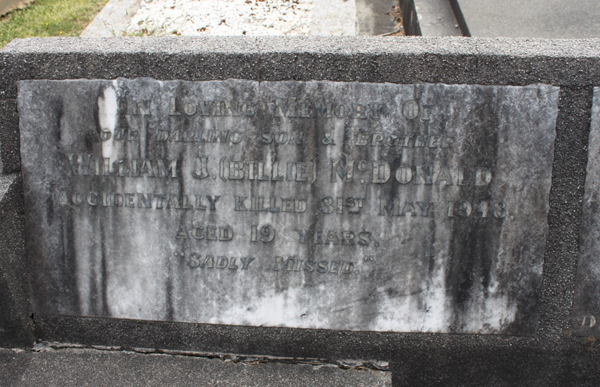 IN LOVING MEMORY OF
OUR DARLING SON & BROTHER
WILLIAM J. (BILLIE) McDONALD
ACCIDENTALLY KILLED 31ST MAY
AGED 19 YEARS.
"SADLY MISSED."
D